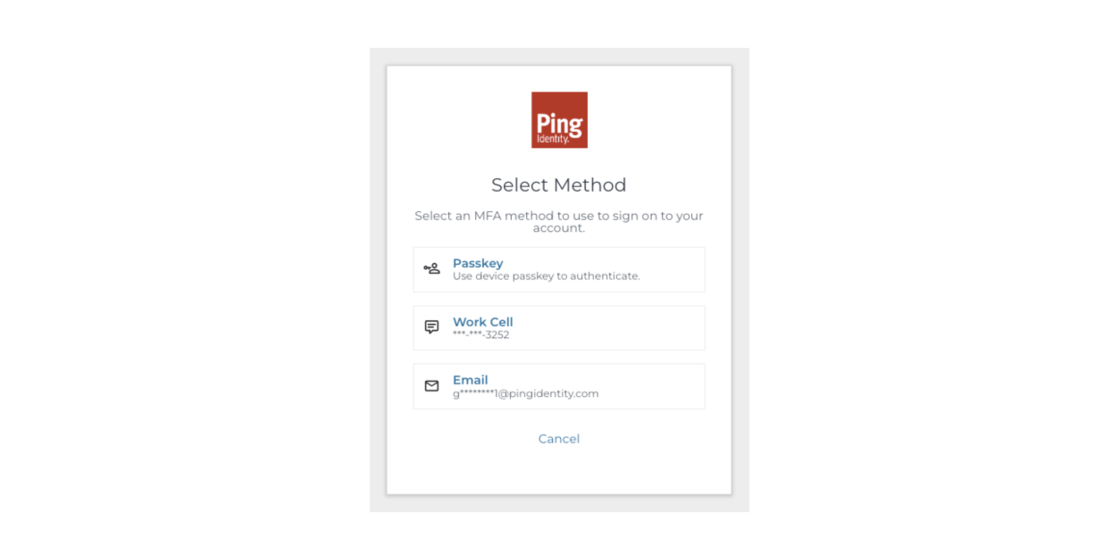 Ping
Identity.
Select Method
Select an MFA method to use to sign on to your
account.
Passkey
Use device passkey to authenticate.
Work Cell
***-***-3252
Email
g********1@pingidentity.com
Cancel